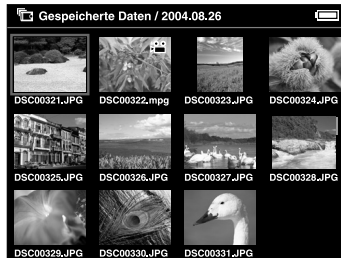 Gespeicherte Daten / 2004.08.26
DSC00321.JPG DSC00322.mpg DSC00323.JPG DSC00324.JPG
DSC00325.JPG DSC00326.JPG DSC00327.JPG DSC00328.JPG
DSC00329.JPG DSC00330.JPG DSC00331.JPG